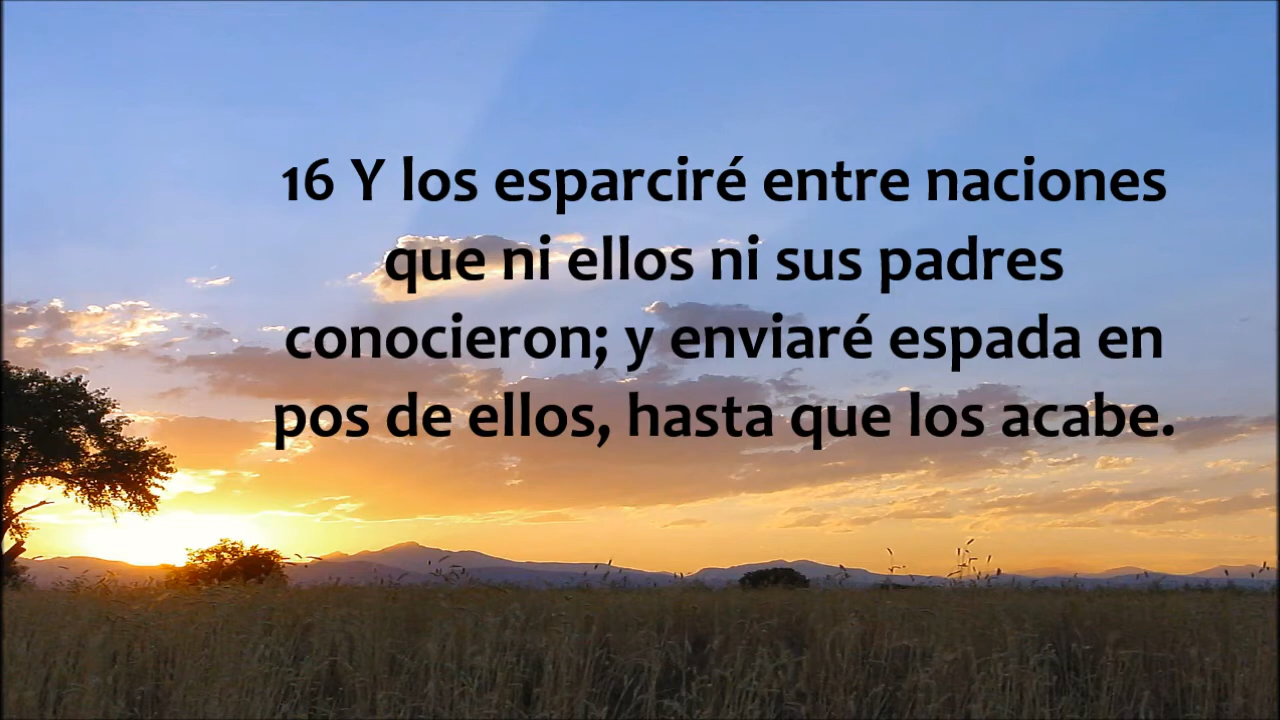 16 Y los esparciré entre naciones
que ni ellos ni sus padres
conocieron; y enviaré espada en
pos de ellos, hasta que los acabe.